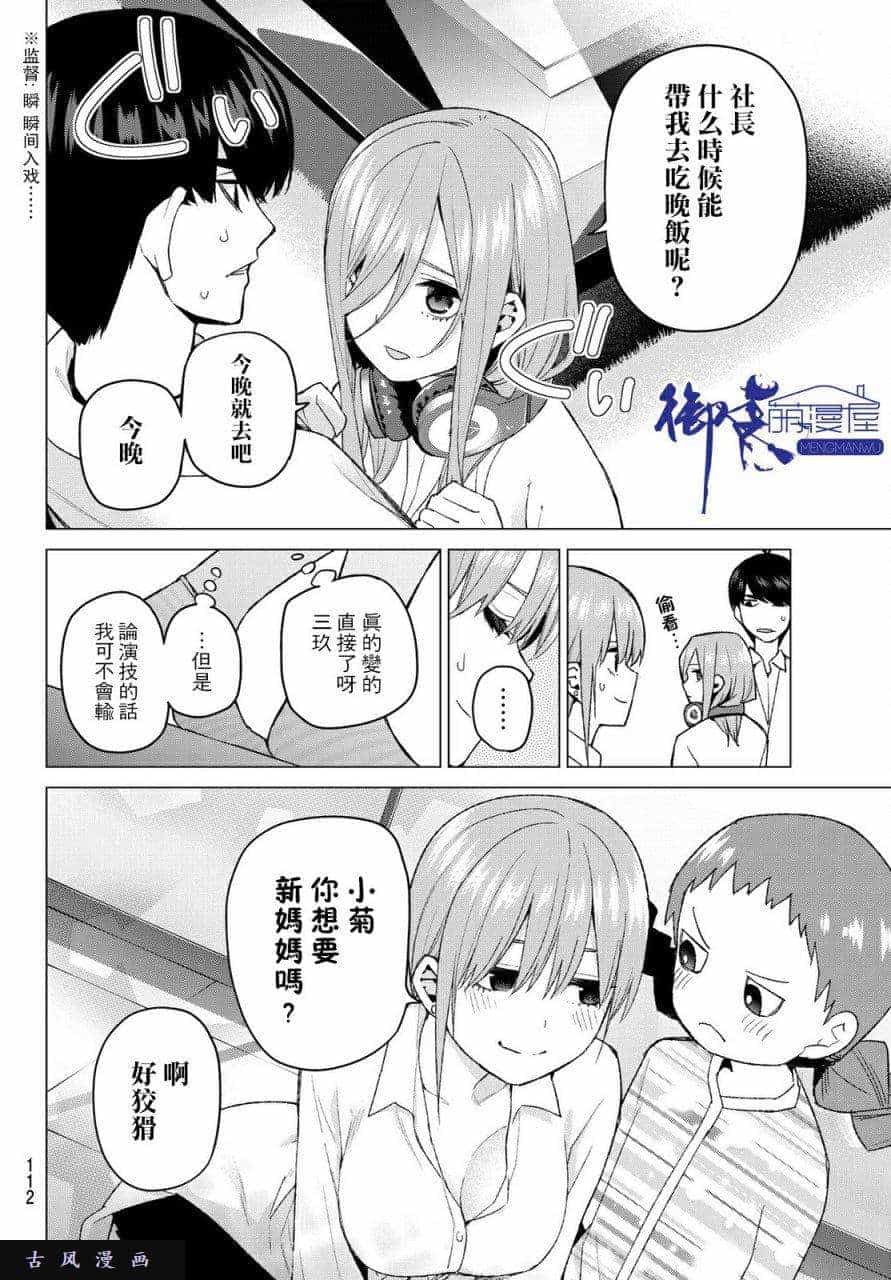 社長
什么時候能
帶我去吃晚飯呢？
ぐい
ぐい
※监督：瞬 瞬间入戏……
今晚就去吧
今晚
御
萌漫屋
MENGMANWU
偷看…
……
真的變的
直接了呀
三玖
…但是
論演技的話
我可不會輸
小菊
你想要
新媽媽嗎？
啊
好狡猾
112
古风漫画